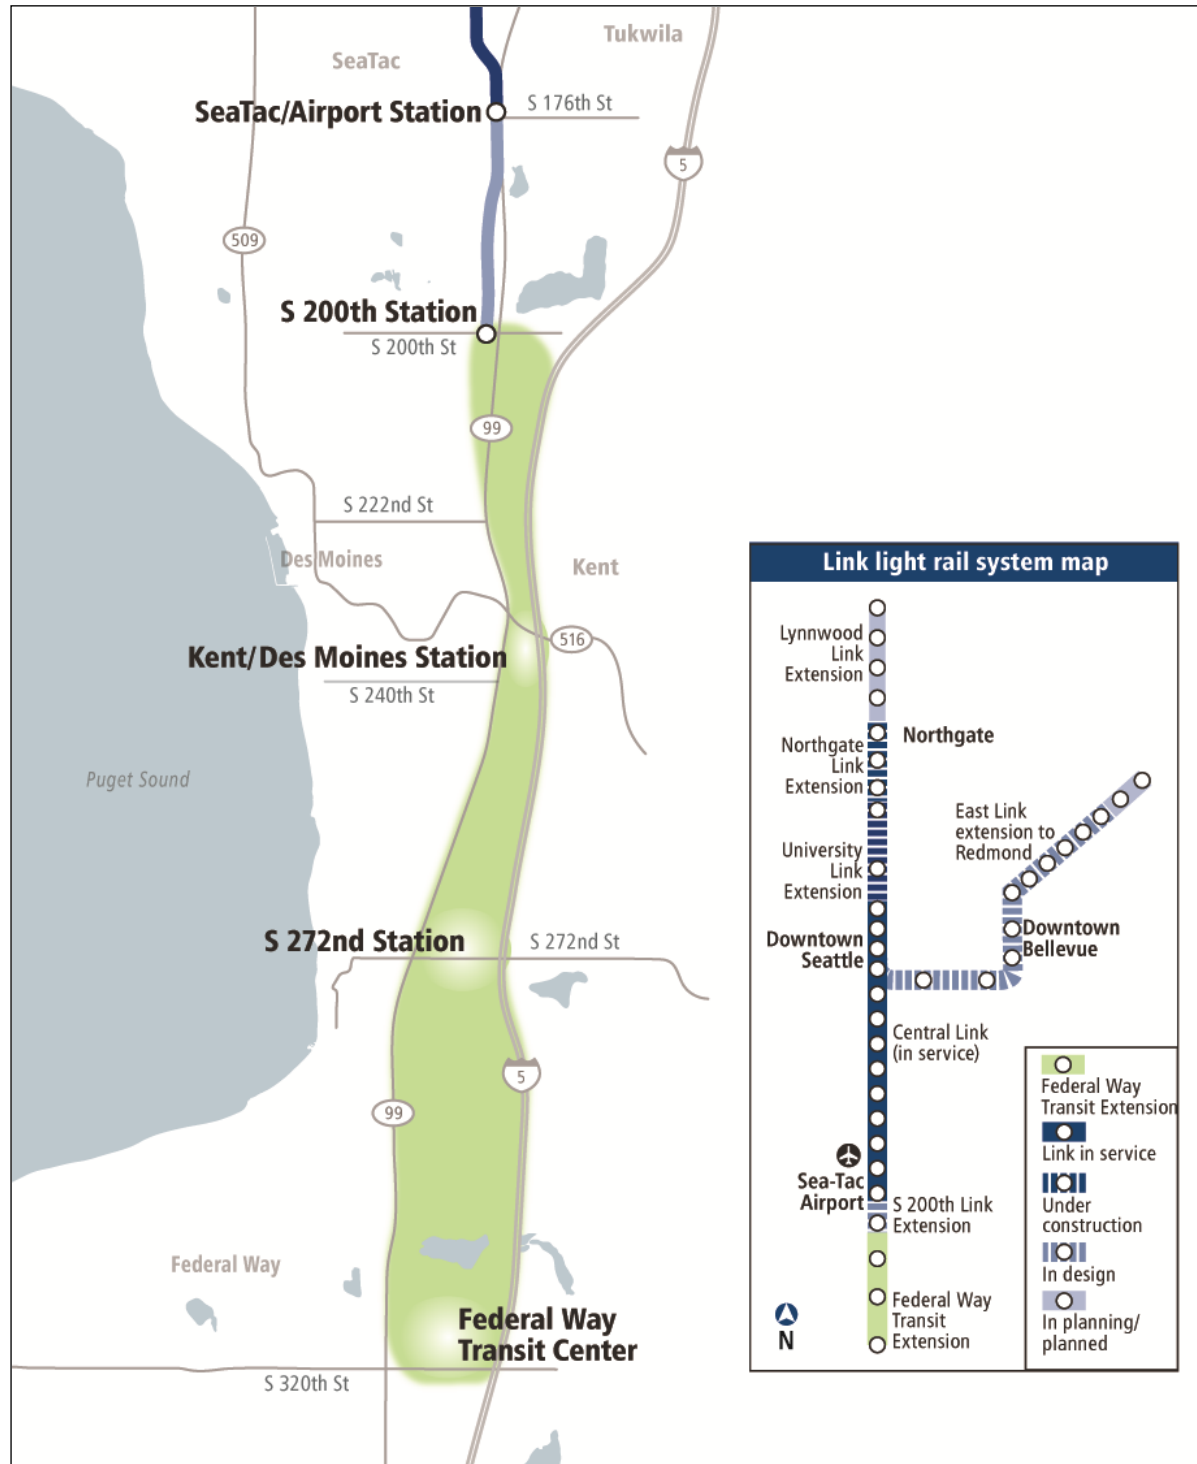 Tukwila
SeaTac
SeaTac/Airport Station
S 176th St
5
509
S 200th Station
S 200th St
99
S 222nd St
Des Moines
Kent
516
Kent/Des Moines Station
S 240th St
Puget Sound
S 272nd Station
S 272nd St
5
99
Federal Way
Federal Way
Transit Center
S 320th St
Link light rail system map
Lynnwood
Link
Extension
Northgate
Northgate
Link
Extension
East Link
extension to
Redmond
University
Link
Extension
Downtown
Seattle
Downtown
Bellevue
Central Link
(in service)
Sea-Tac
Airport
S 200th Link
Extension
Federal Way
Transit
Extension
N
Federal Way
Transit Extension
Link in service
Under
construction
In design
In planning/
planned